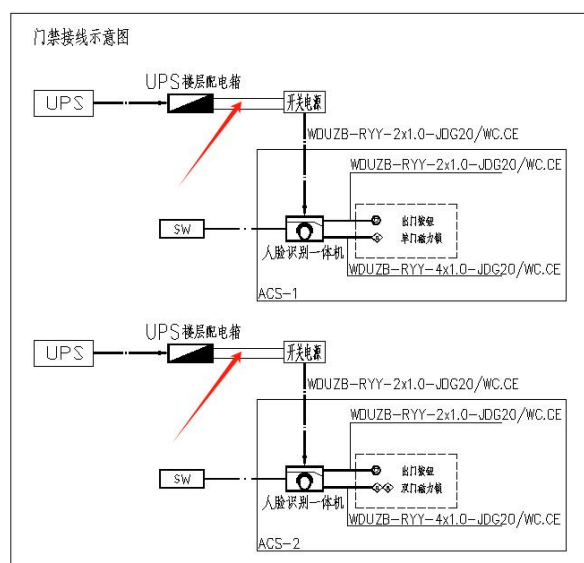 门禁接线示意图
UPS楼层配电箱
UPS
开关电源
WDUZB-RYY-2x1.0-JDG20/WC.CE
WDUZB-RYY-2x1.0-JDG20/WC.CE
出门按钮
SW
单门磁力锁
人脸识别一体机
WDUZB-RYY-4x1.0-JDG20/WC.CE
ACS-1
UPS楼层配电箱
UPS
开关电源
WDUZB-RYY-2x1.0-JDG20/WC.CE
WDUZB-RYY-2x1.0-JDG20/WC.CE
出门按钮
SW
双门磁力锁
人脸识别一体机
WDUZB-RYY-4x1.0-JDG20/WC.CE
ACS-2